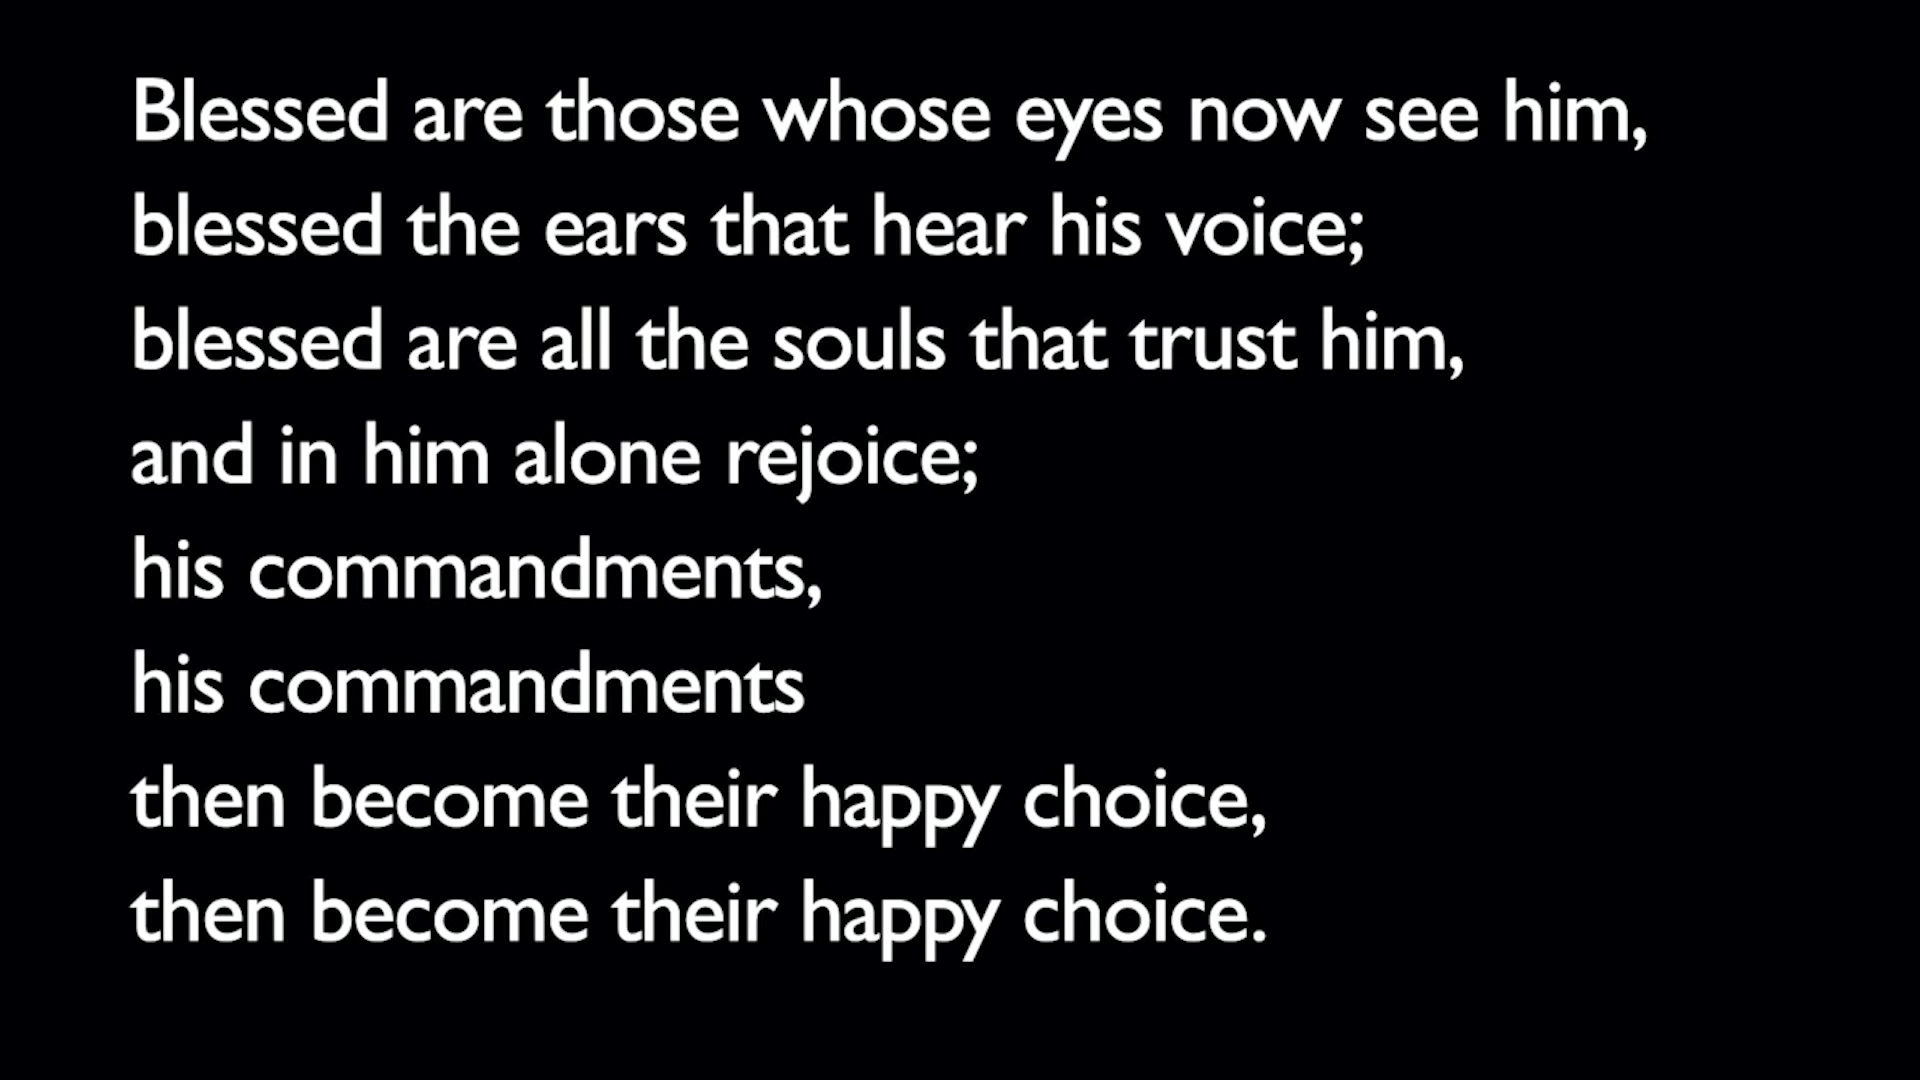 Blessed are those whose eyes now see him,
blessed the ears that hear his voice;
blessed are all the souls that trust him,
and in him alone rejoice;
his commandments,
his commandments
then become their happy choice,
then become their happy choice.